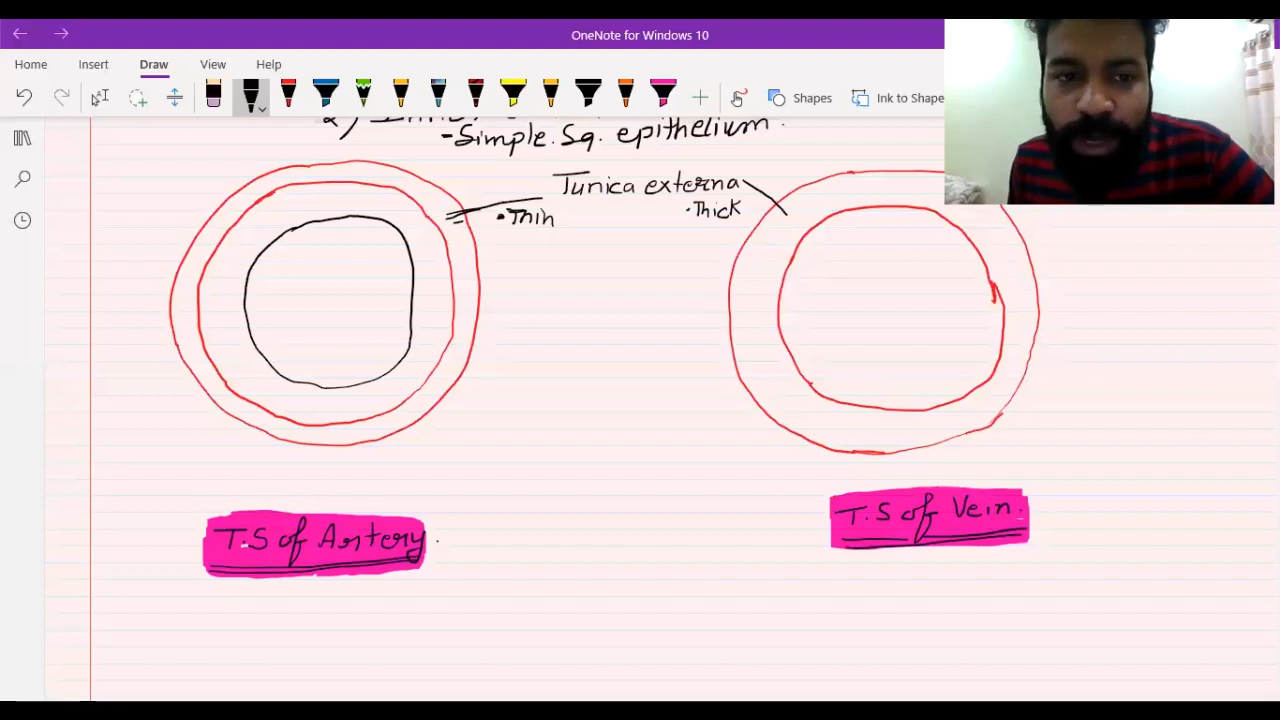 OneNote for Windows 10
Home Insert Draw View Help
Shapes Ink to Shape
2)
-Simple. Sq. epithelium.
Tunica externa
•Thin
•Thick
T.S of Artery.
T.S of Vein.